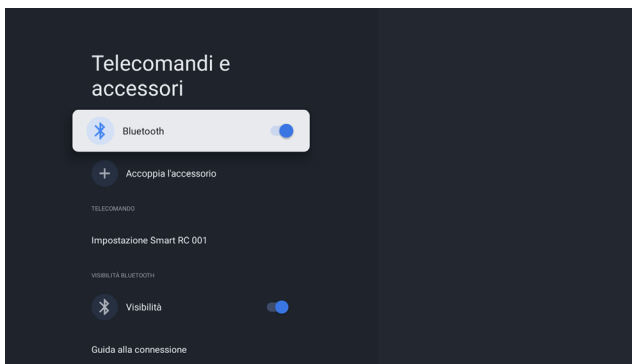 Telecomandi e
accessori
Bluetooth
Accoppia l'accessorio
TELECOMANDO
Impostazione Smart RC 001
VISIBILITÀ BLUETOOTH
Visibilità
Guida alla connessione